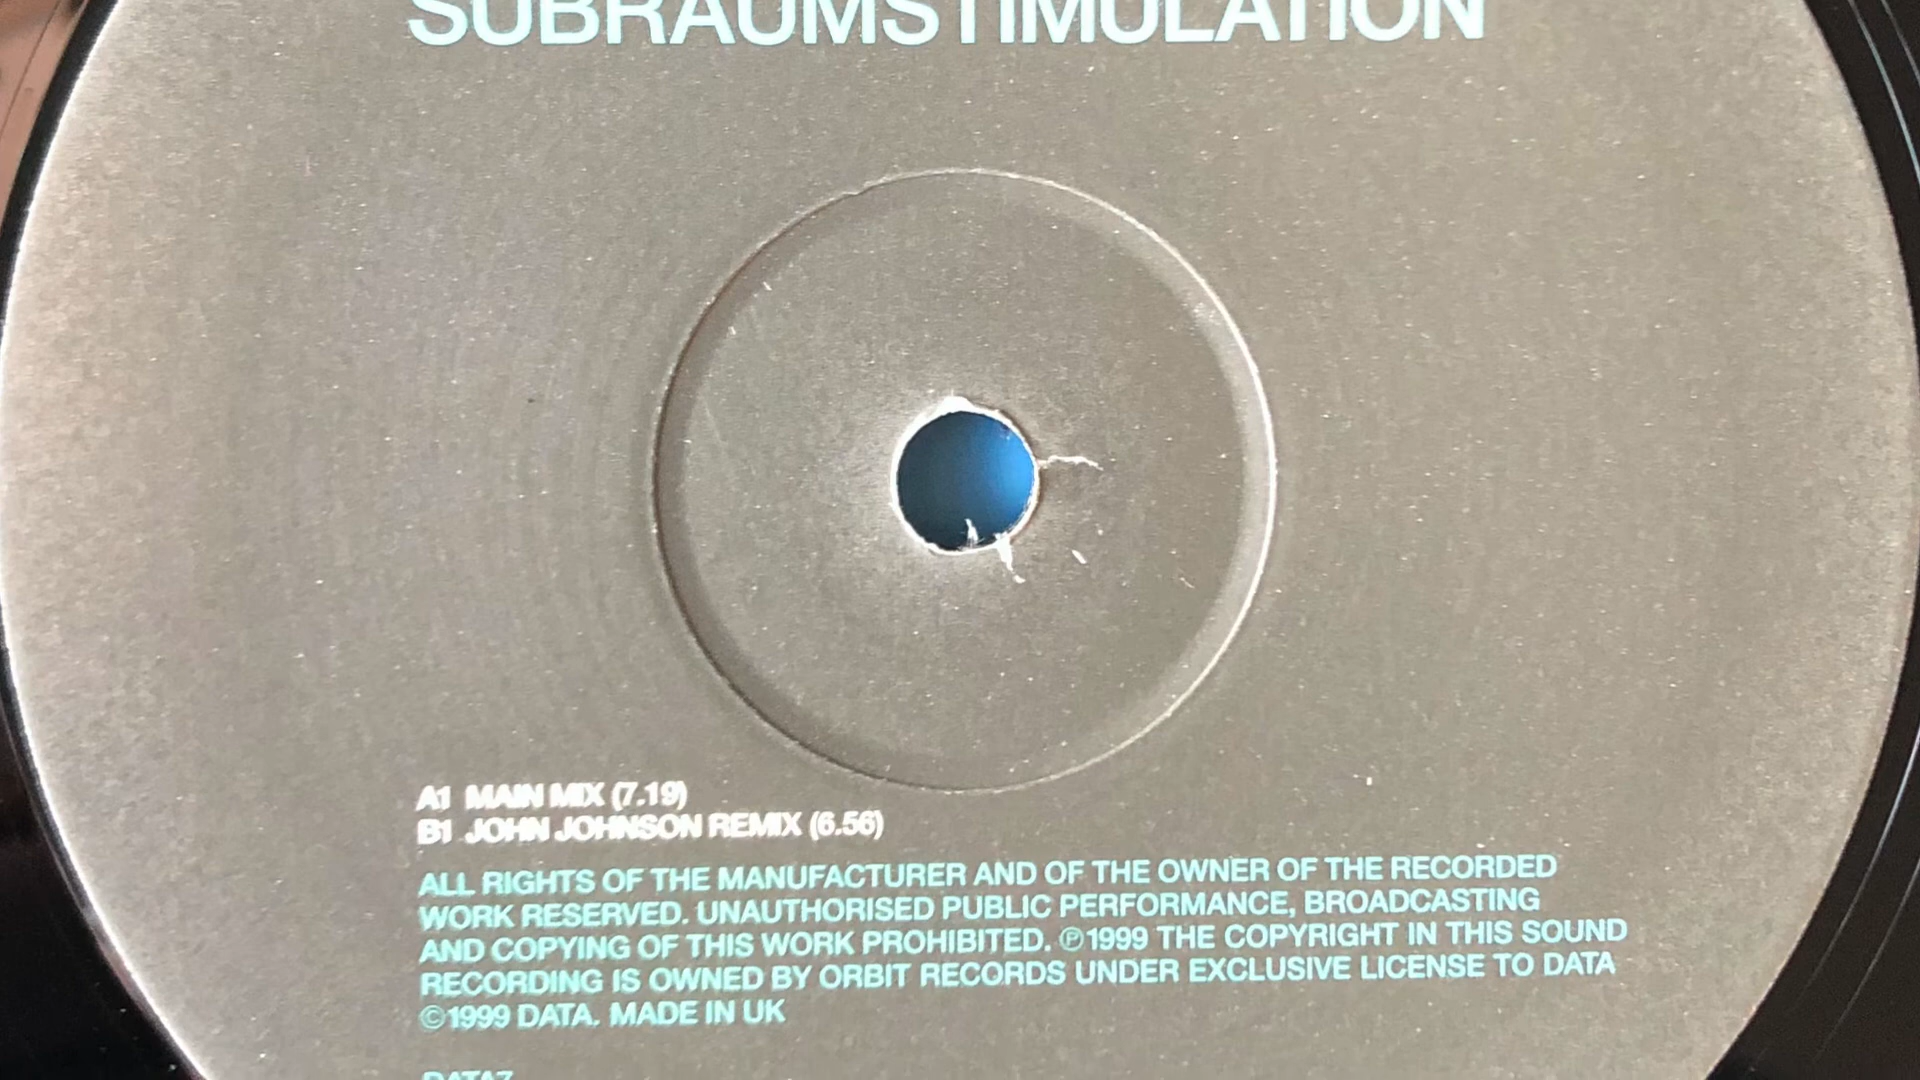 SUBRAUMSTIMULATION
A1 MAIN MIX (7.19)
B1 JOHN JOHNSON REMIX (6.56)
ALL RIGHTS OF THE MANUFACTURER AND OF THE OWNER OF THE RECORDED
WORK RESERVED. UNAUTHORISED PUBLIC PERFORMANCE, BROADCASTING
AND COPYING OF THIS WORK PROHIBITED. ℗1999 THE COPYRIGHT IN THIS SOUND
RECORDING IS OWNED BY ORBIT RECORDS UNDER EXCLUSIVE LICENSE TO DATA
©1999 DATA. MADE IN UK
DATA7